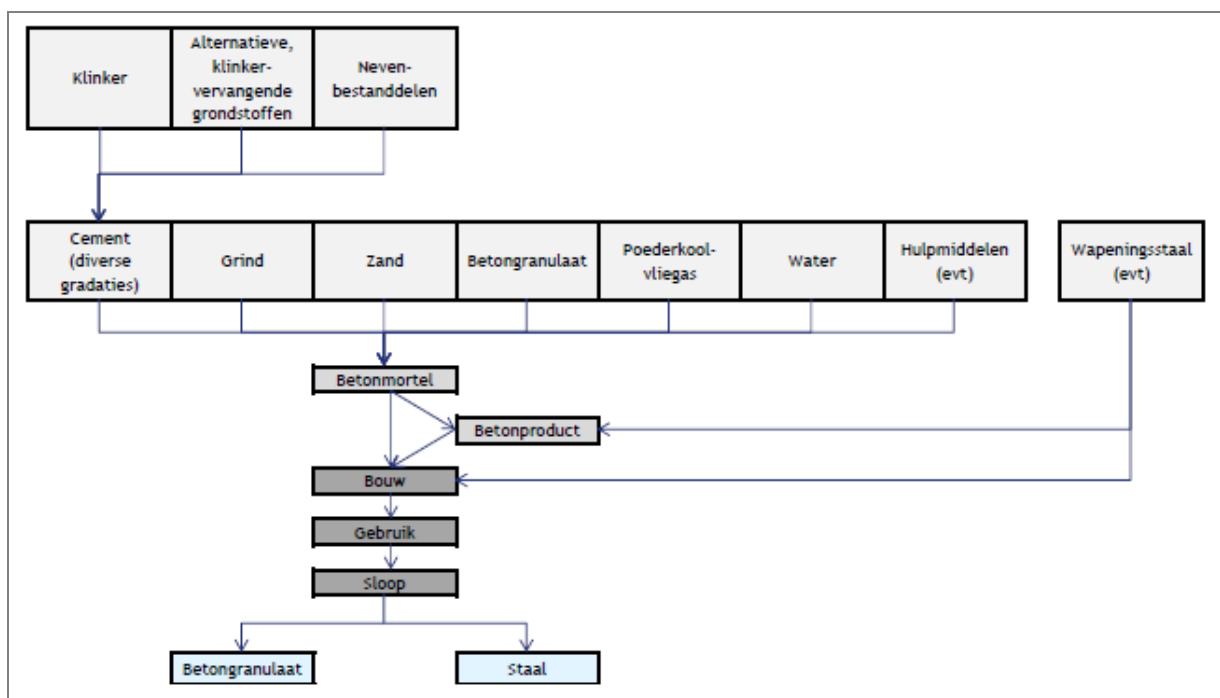 Klinker
Alternatieve,
klinker-
vervangende
grondstoffen
Neven-
bestanddelen
Cement
(diverse
gradaties)
Grind
Zand
Betongranulaat
Poederkool-
vliegas
Water
Hulpmiddelen
(evt)
Wapeningsstaal
(evt)
Betonmortel
Betonproduct
Bouw
Gebruik
Sloop
Betongranulaat
Staal